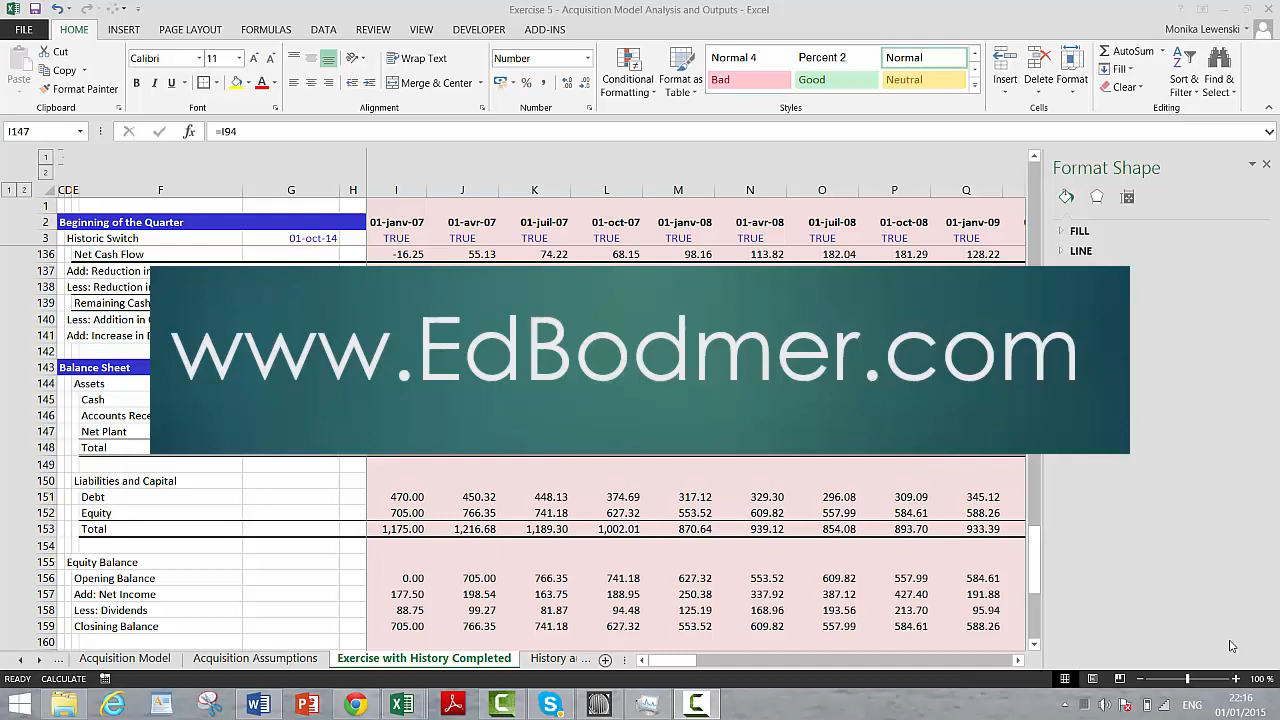 Exercise 5 - Acquisition Model Analysis and Outputs - Excel
FILE HOME INSERT PAGE LAYOUT FORMULAS DATA REVIEW VIEW DEVELOPER ADD-INS Monika Lewenski
Paste Cut Copy Format Painter Clipboard
Calibri 11 B I U Font
Wrap Text Merge & Center Alignment
Number % , Number
Conditional Formatting Format as Table
Normal 4 Percent 2 Normal
Bad Good Neutral
Styles
Insert Delete Format Cells
AutoSum Fill Clear Sort & Filter Find & Select Editing
I147 fx =I94
Format Shape
FILL
LINE
1
2
1 2 C D E F G H I J K L M N O P Q
1
2 Beginning of the Quarter 01-janv-07 01-avr-07 01-juil-07 01-oct-07 01-janv-08 01-avr-08 01-juil-08 01-oct-08 01-janv-09
3 Historic Switch 01-oct-14 TRUE TRUE TRUE TRUE TRUE TRUE TRUE TRUE TRUE
136 Net Cash Flow -16.25 55.13 74.22 68.15 98.16 113.82 182.04 181.29 128.22
137 Add: Reduction in
138 Less: Reduction in
139 Remaining Cash
140 Less: Addition in C
141 Add: Increase in D
142
143 Balance Sheet
144 Assets
145 Cash
146 Accounts Rece
147 Net Plant
148 Total
www.EdBodmer.com
149
150 Liabilities and Capital
151 Debt 470.00 450.32 448.13 374.69 317.12 329.30 296.08 309.09 345.12
152 Equity 705.00 766.35 741.18 627.32 553.52 609.82 557.99 584.61 588.26
153 Total 1,175.00 1,216.68 1,189.30 1,002.01 870.64 939.12 854.08 893.70 933.39
154
155 Equity Balance
156 Opening Balance 0.00 705.00 766.35 741.18 627.32 553.52 609.82 557.99 584.61
157 Add: Net Income 177.50 198.54 163.75 188.95 250.38 337.92 387.12 427.40 191.88
158 Less: Dividends 88.75 99.27 81.87 94.48 125.19 168.96 193.56 213.70 95.94
159 Closining Balance 705.00 766.35 741.18 627.32 553.52 609.82 557.99 584.61 588.26
160
... Acquisition Model Acquisition Assumptions Exercise with History Completed History a ...
READY CALCULATE 100 %
ENG 22:16
01/01/2015